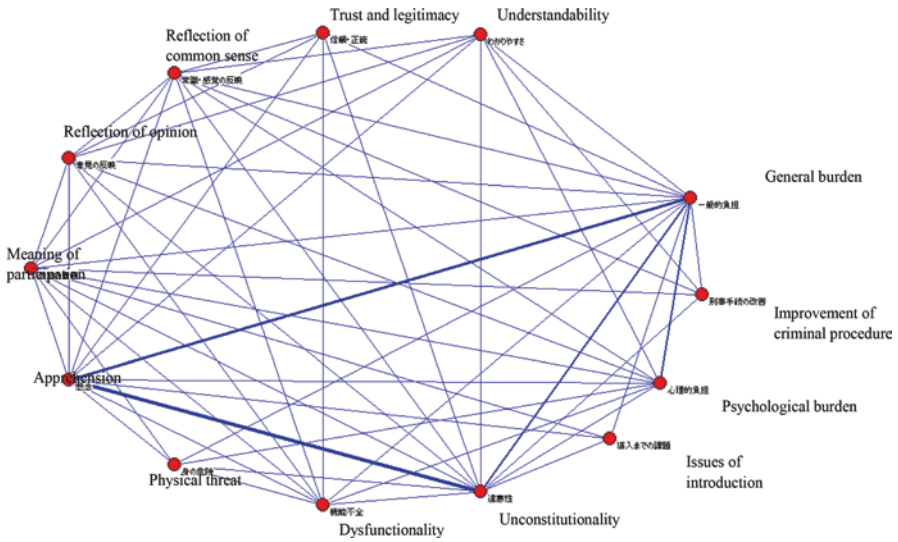 Trust and legitimacy
信頼・正統
Understandability
わかりやすさ
Reflection of
common sense
常識・感覚の反映
Reflection of opinion
意見の反映
General burden
一般的負担
Meaning of
participation
Improvement of
criminal procedure
刑事手続の改善
Apprehension
Psychological burden
心理的負担
Issues of
introduction
導入までの課題
Physical threat
身の危険
Dysfunctionality
機能不全
Unconstitutionality
違憲性